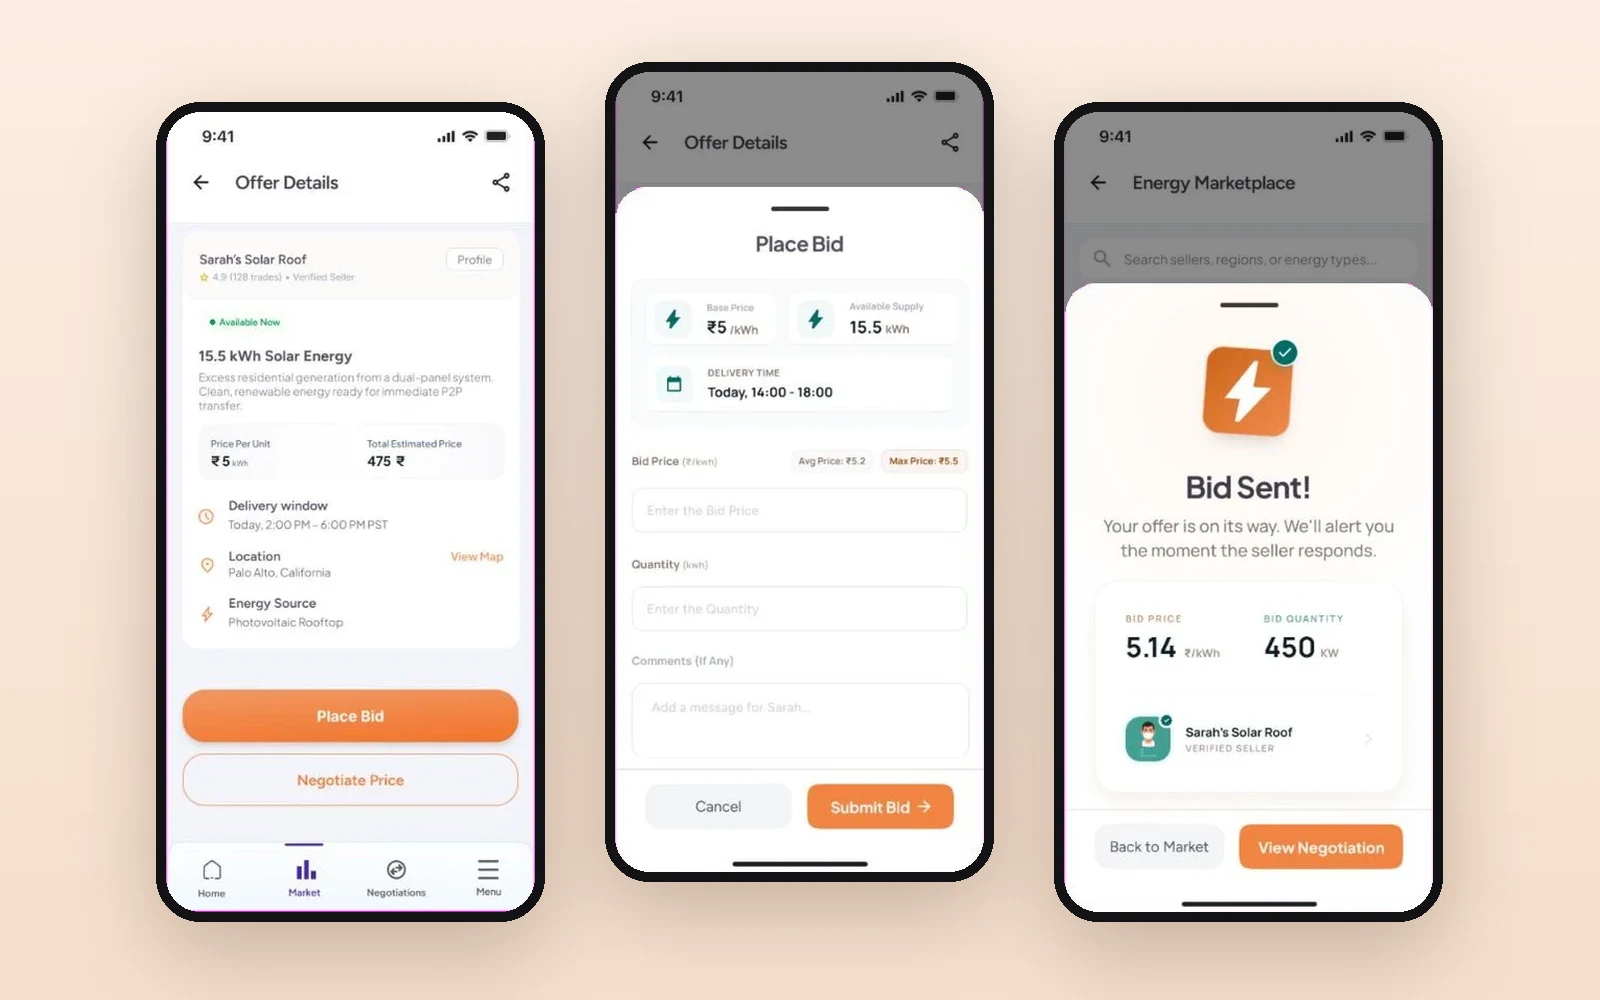 9:41
Offer Details
Sarah's Solar Roof
Profile
4.9 (128 trades) • Verified Seller
Available Now
15.5 kWh Solar Energy
Excess residential generation from a dual-panel system.
Clean, renewable energy ready for immediate P2P
transfer.
Price Per Unit
₹5 kWh
Total Estimated Price
475 ₹
Delivery window
Today, 2:00 PM – 6:00 PM PST
Location
View Map
Palo Alto, California
Energy Source
Photovoltaic Rooftop
Place Bid
Negotiate Price
Home
Market
Negotiations
Menu
9:41
Offer Details
Place Bid
Base Price
₹5 /kWh
Available Supply
15.5 kWh
DELIVERY TIME
Today, 14:00 - 18:00
Bid Price (₹/kwh)
Avg Price: ₹5.2
Max Price: ₹5.5
Enter the Bid Price
Quantity (kwh)
Enter the Quantity
Comments (If Any)
Add a message for Sarah...
Cancel
Submit Bid →
9:41
Energy Marketplace
Search sellers, regions, or energy types...
Bid Sent!
Your offer is on its way. We'll alert you
the moment the seller responds.
BID PRICE
5.14 ₹/kWh
BID QUANTITY
450 KW
Sarah's Solar Roof
VERIFIED SELLER
Back to Market
View Negotiation